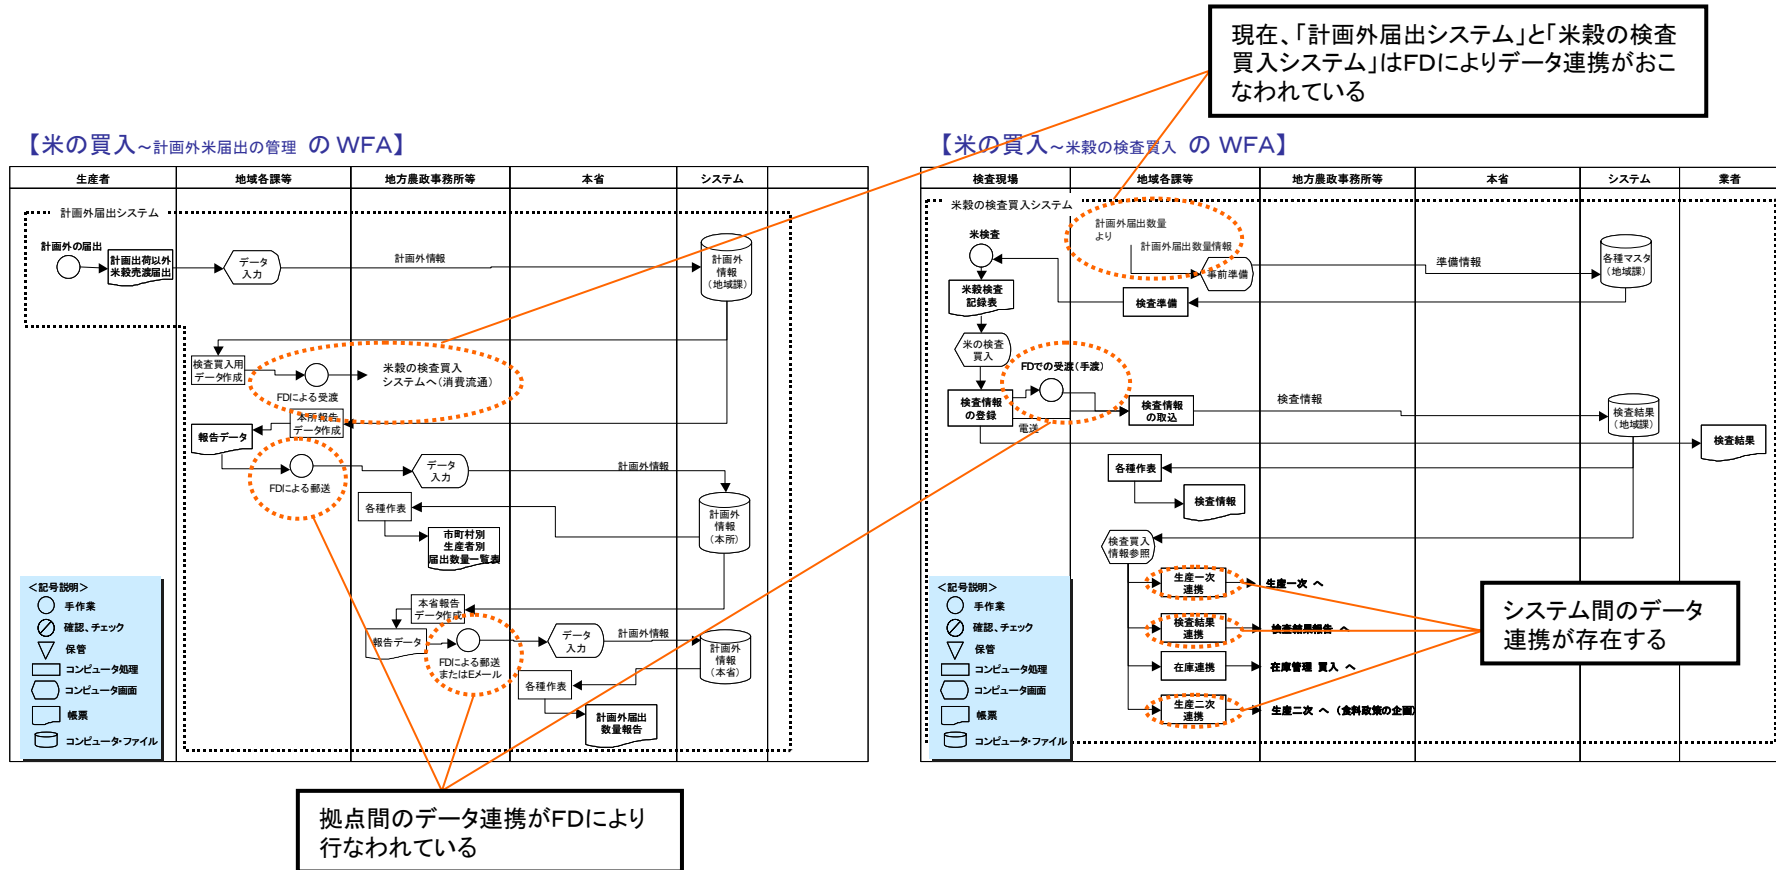 現在、「計画外届出システム」と「米穀の検査
買入システム」はFDによりデータ連携がおこ
なわれている
【米の買入~計画外米届出の管理 の WFA】
生産者
地域各課等
地方農政事務所等
本省
システム
計画外届出システム
計画外の届出
計画出荷以外
米穀売渡届出
データ
入力
計画外情報
計画外
情報
(地域課)
検査買入用
データ作成
FDによる受渡
米穀の検査買入
システムへ(消費流通)
本所報告
データ作成
報告データ
FDによる郵送
データ
入力
計画外情報
各種作表
計画外
情報
(本所)
市町村別
生産者別
届出数量一覧表
本省報告
データ作成
報告データ
FDによる郵送
またはEメール
データ
入力
計画外情報
計画外
情報
(本省)
各種作表
計画外届出
数量報告
<記号説明>
手作業
確認、チェック
保管
コンピュータ処理
コンピュータ画面
帳票
コンピュータ・ファイル
拠点間のデータ連携がFDにより
行なわれている
【米の買入~米穀の検査買入 の WFA】
検査現場
地域各課等
地方農政事務所等
本省
システム
業者
米穀の検査買入システム
計画外届出数量
より
計画外届出数量情報
米検査
事前準備
準備情報
各種マスタ
(地域課)
米穀検査
記録表
検査準備
米の検査
買入
FDでの受渡(手渡)
検査情報
の登録
電送
検査情報
の取込
検査情報
検査結果
(地域課)
検査結果
各種作表
検査情報
検査買入
情報参照
生産一次
連携
生産一次 へ
検査結果
連携
検査結果報告 へ
在庫連携
在庫管理 買入 へ
生産二次
連携
生産二次 へ (食料政策の企画)
<記号説明>
手作業
確認、チェック
保管
コンピュータ処理
コンピュータ画面
帳票
コンピュータ・ファイル
システム間のデータ
連携が存在する